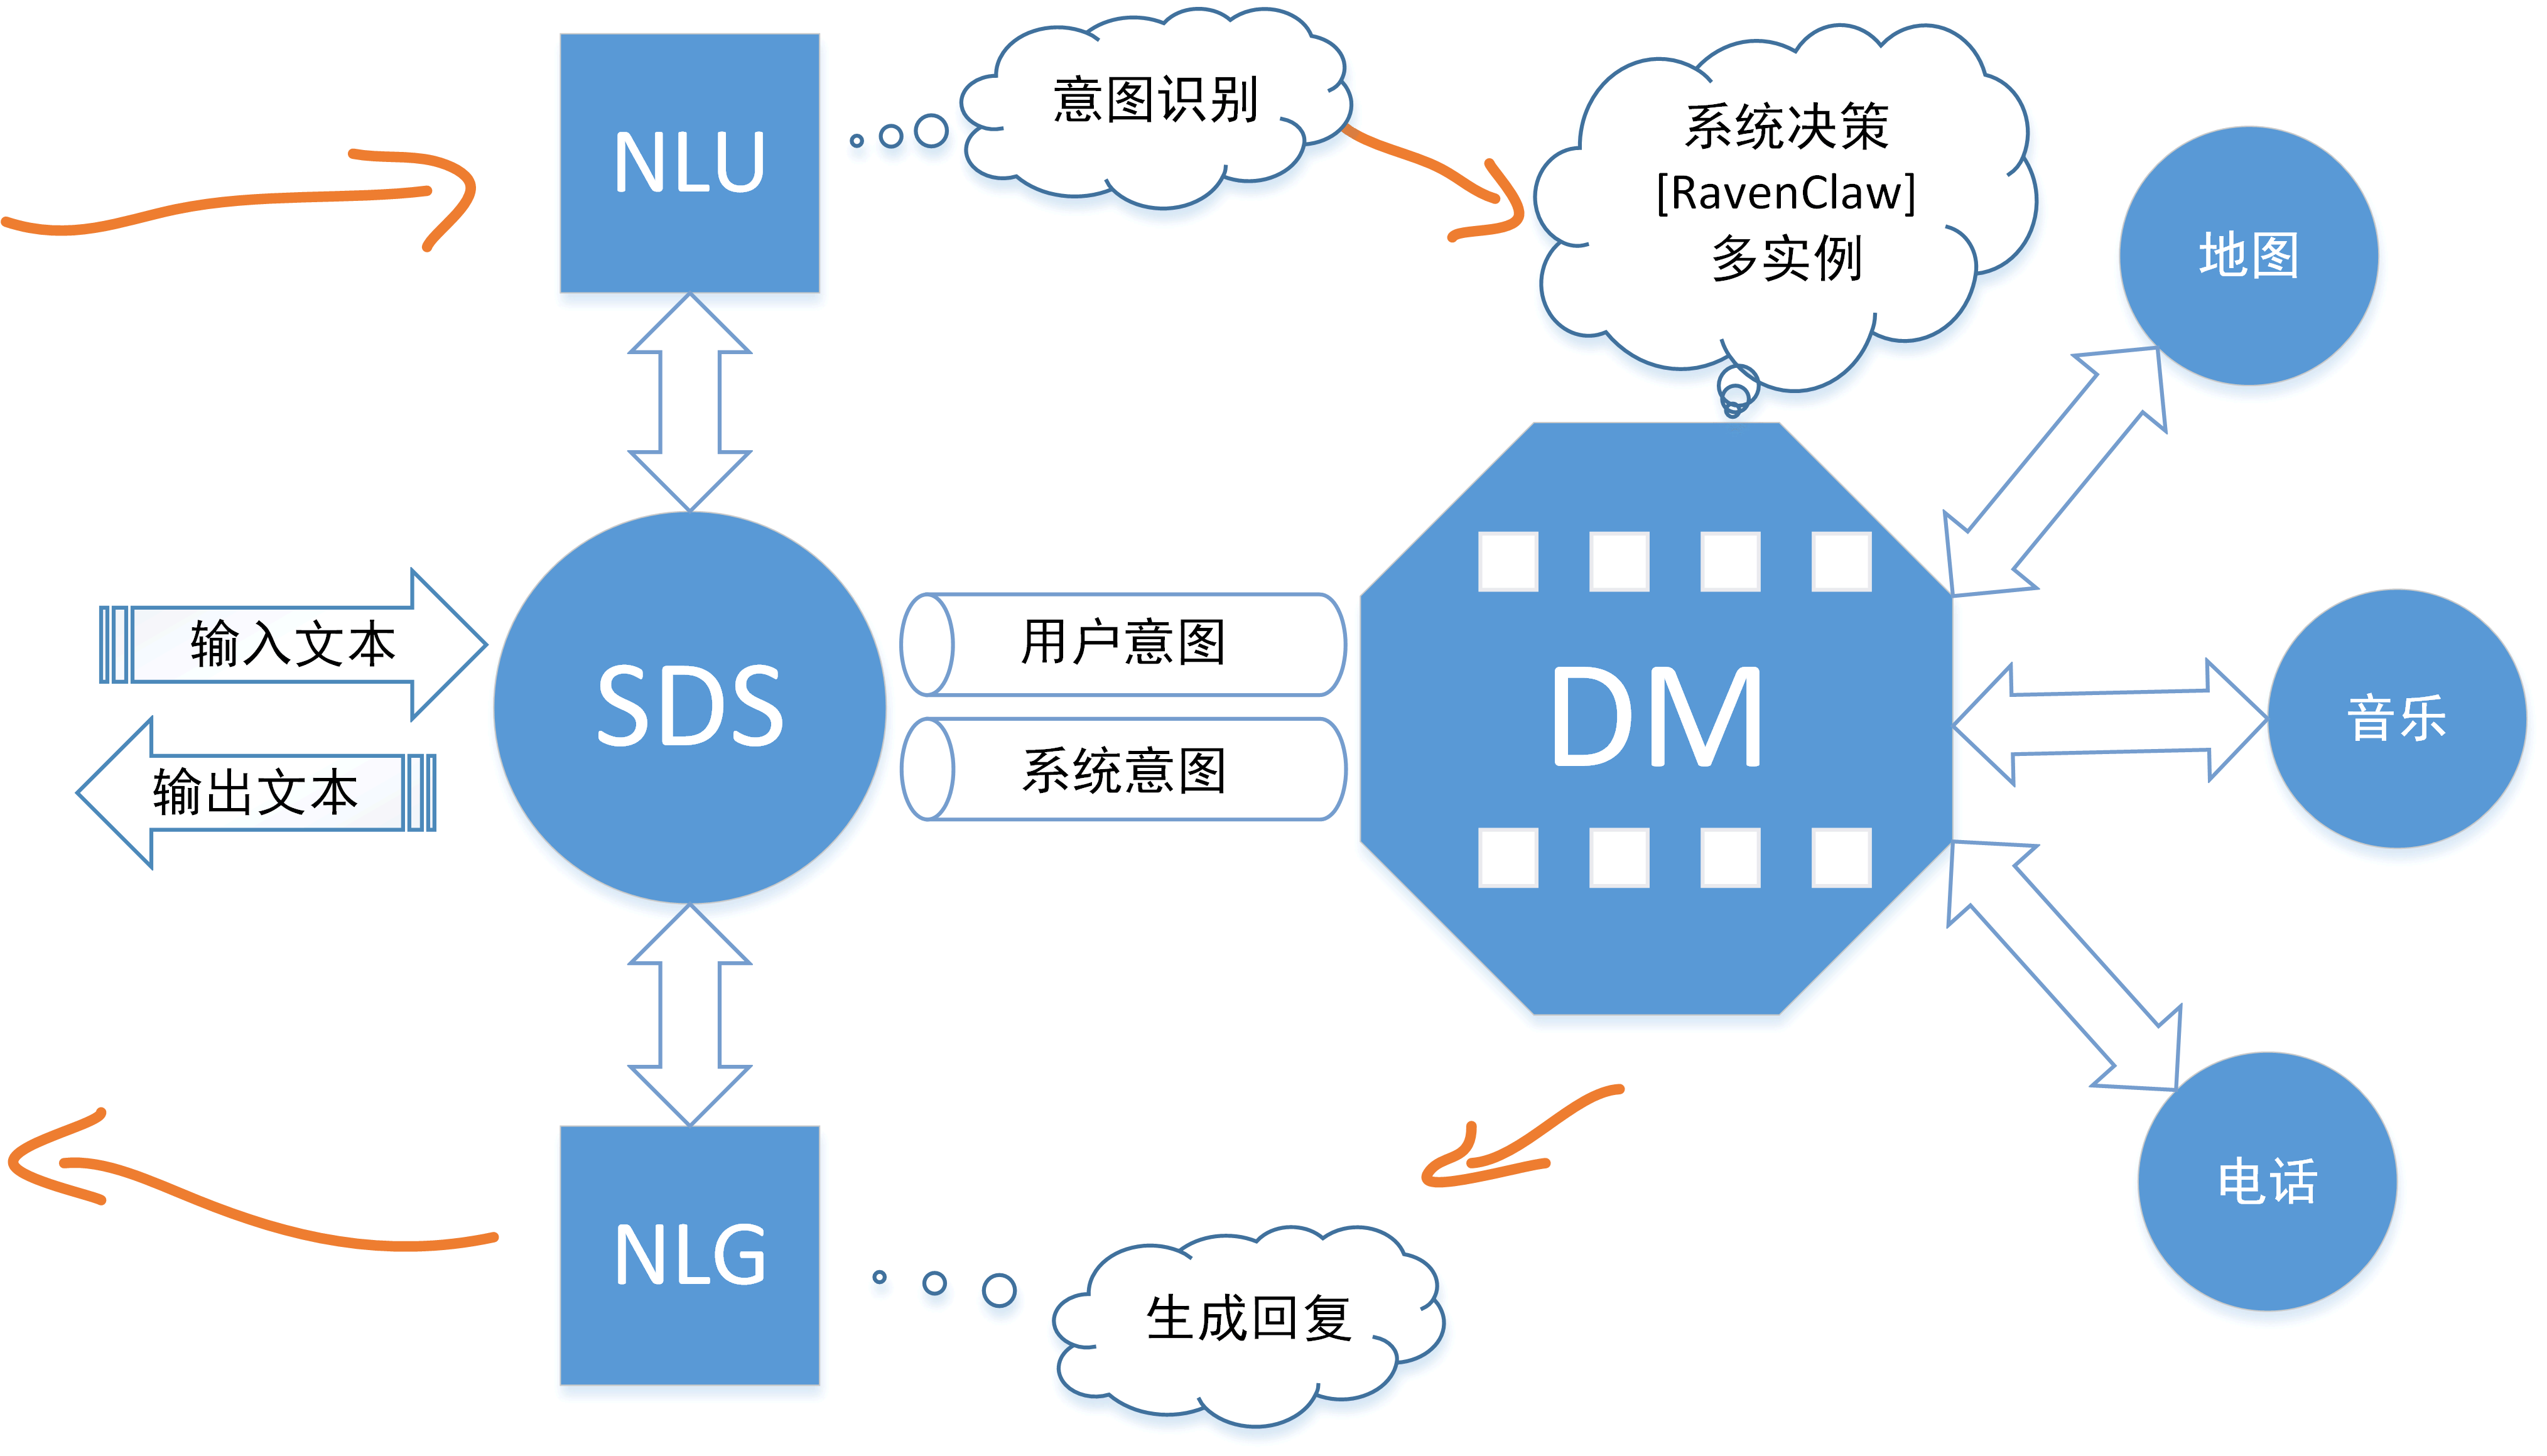 NLU
意图识别
系统决策
[RavenClaw]
多实例
地图
输入文本
输出文本
SDS
用户意图
系统意图
DM
音乐
电话
NLG
生成回复